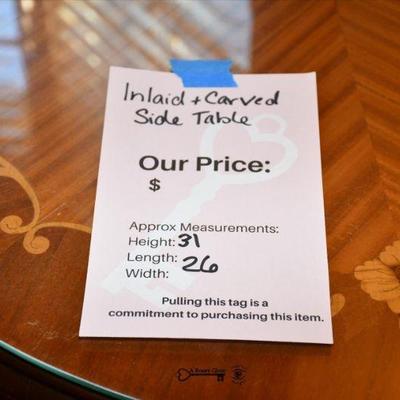 Inlaid + Carved
Side Table
Our Price:
$
Approx Measurements:
Height: 31
Length: 26
Width:
Pulling this tag is a
commitment to purchasing this item.